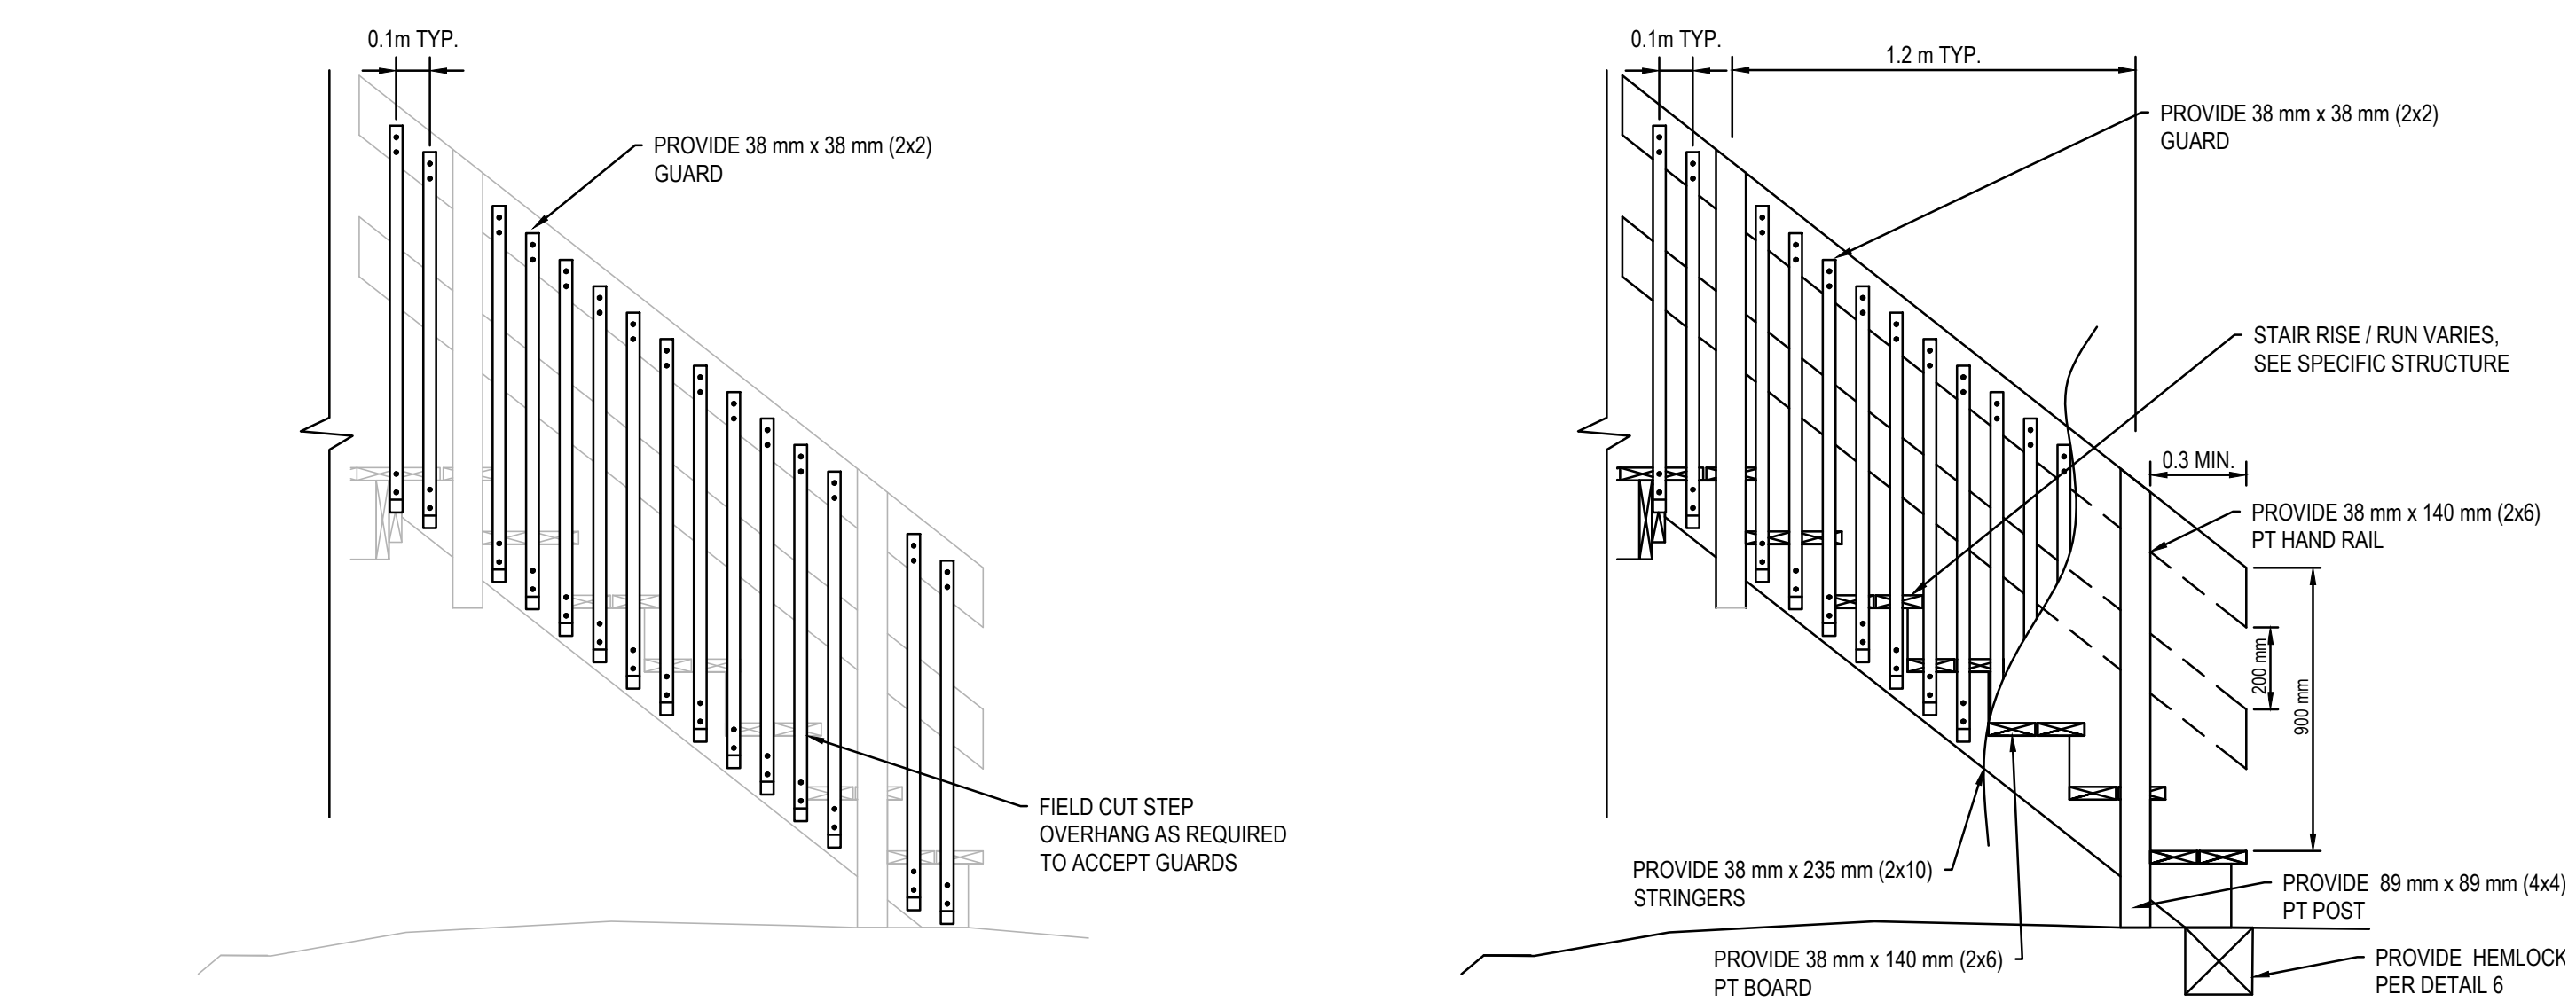 0.1m TYP.
PROVIDE 38 mm x 38 mm (2x2)
GUARD
FIELD CUT STEP
OVERHANG AS REQUIRED
TO ACCEPT GUARDS
0.1m TYP.
1.2 m TYP.
PROVIDE 38 mm x 38 mm (2x2)
GUARD
STAIR RISE / RUN VARIES,
SEE SPECIFIC STRUCTURE
0.3 MIN.
PROVIDE 38 mm x 140 mm (2x6)
PT HAND RAIL
200 mm
900 mm
PROVIDE 38 mm x 235 mm (2x10)
STRINGERS
PROVIDE 89 mm x 89 mm (4x4)
PT POST
PROVIDE 38 mm x 140 mm (2x6)
PT BOARD
PROVIDE HEMLOCK
PER DETAIL 6